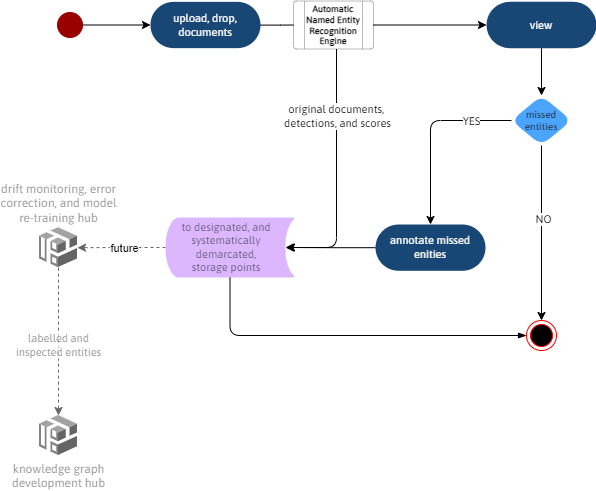 upload, drop,
documents
Automatic
Named Entity
Recognition
Engine
view
original documents,
detections, and scores
missed
entities
YES
NO
drift monitoring, error
correction, and model
re-training hub
to designated, and
systematically
demarcated,
storage points
future
annotate missed
enities
labelled and
inspected entities
knowledge graph
development hub